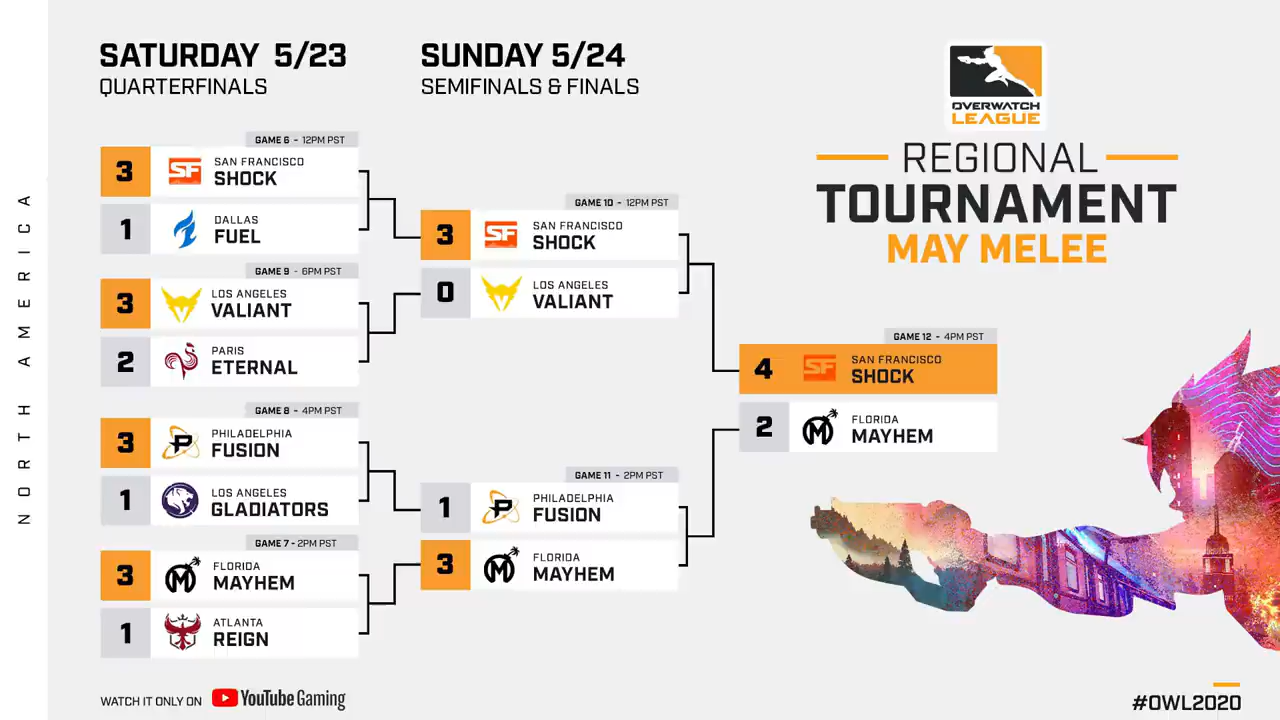 NORTH AMERICA
SATURDAY 5/23
QUARTERFINALS
GAME 6 - 12PM PST
3 SF SAN FRANCISCO
SHOCK
1 DALLAS
FUEL
GAME 9 - 6PM PST
3 LOS ANGELES
VALIANT
2 PARIS
ETERNAL
GAME 8 - 4PM PST
3 PHILADELPHIA
FUSION
1 LOS ANGELES
GLADIATORS
GAME 7 - 2PM PST
3 FLORIDA
MAYHEM
1 ATLANTA
REIGN
SUNDAY 5/24
SEMIFINALS & FINALS
GAME 10 - 12PM PST
3 SF SAN FRANCISCO
SHOCK
0 LOS ANGELES
VALIANT
GAME 11 - 2PM PST
1 PHILADELPHIA
FUSION
3 FLORIDA
MAYHEM
GAME 12 - 4PM PST
4 SF SAN FRANCISCO
SHOCK
2 FLORIDA
MAYHEM
OVERWATCH
LEAGUE
REGIONAL
TOURNAMENT
MAY MELEE
WATCH IT ONLY ON YouTube Gaming
#OWL2020